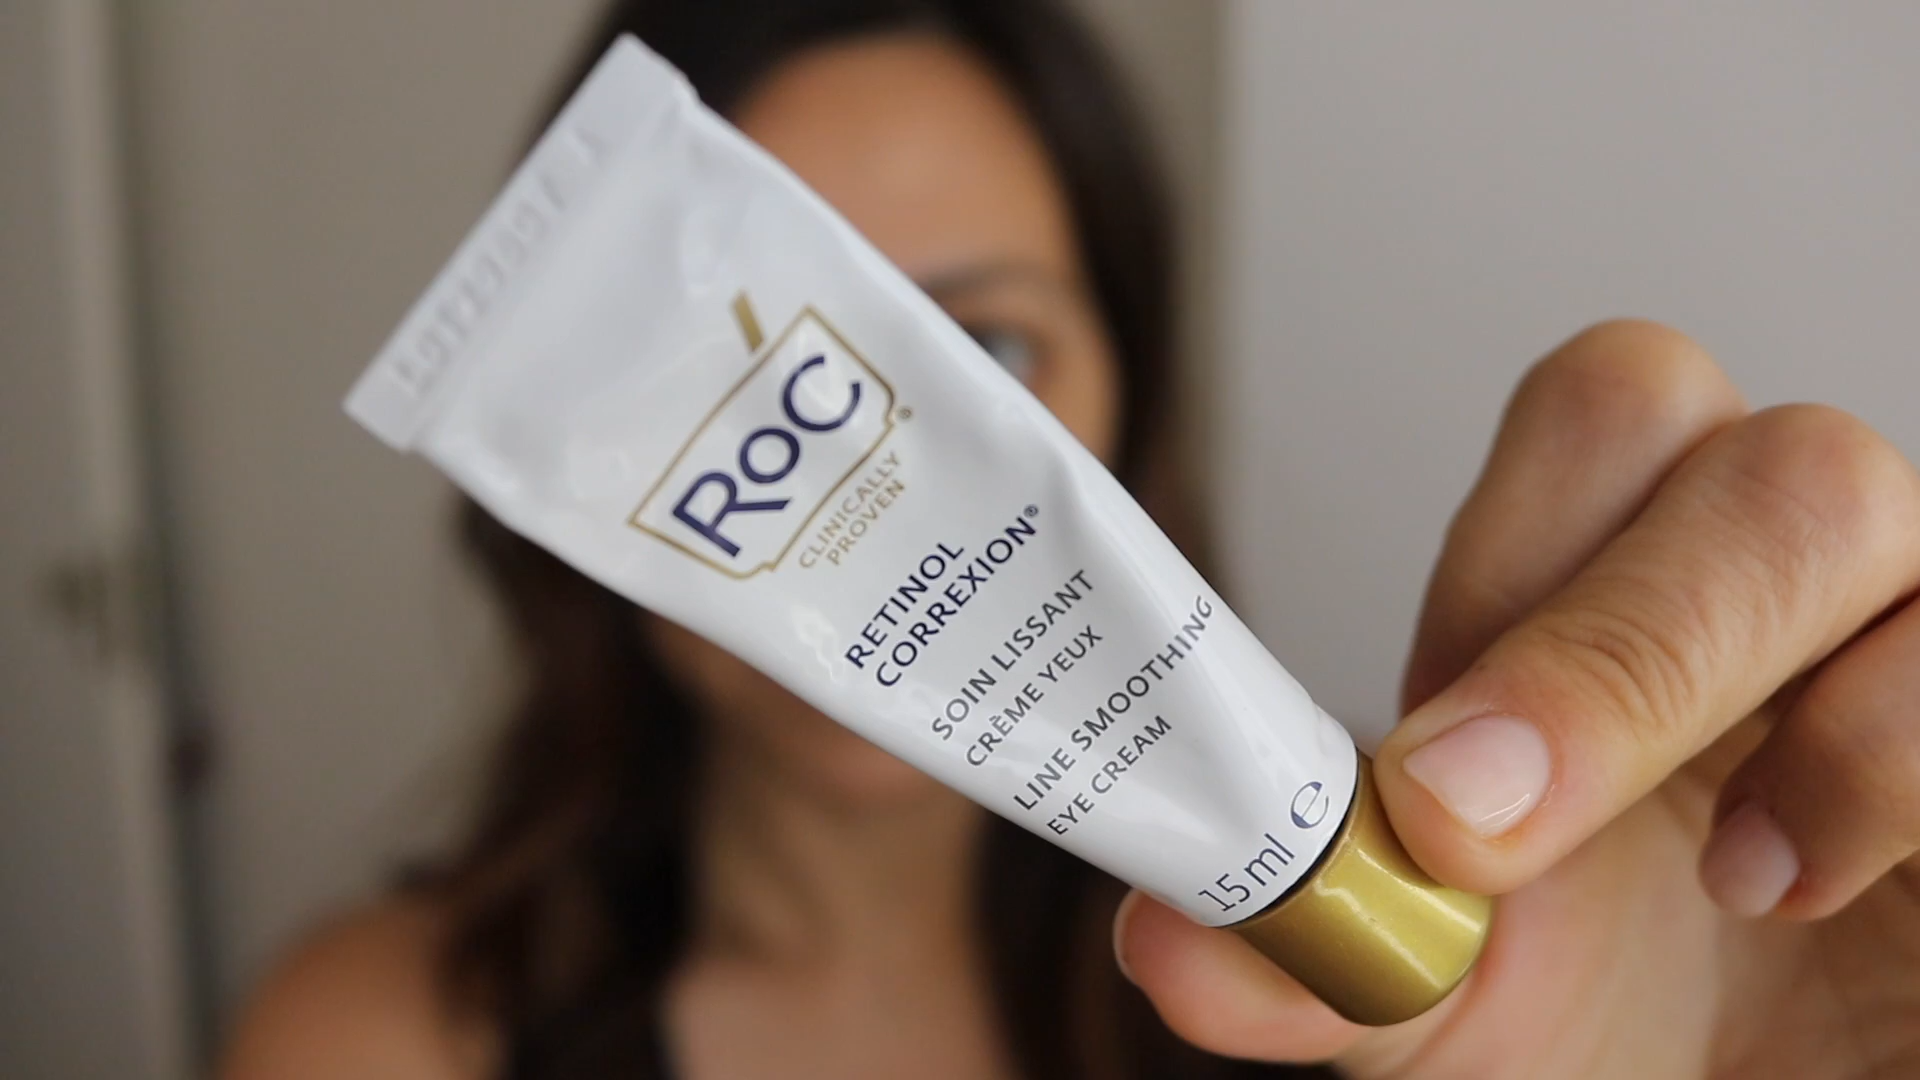 RoC®
CLINICALLY
PROVEN
RETINOL
CORREXION®
SOIN LISSANT
CRÈME YEUX
LINE SMOOTHING
EYE CREAM
15 ml ℮